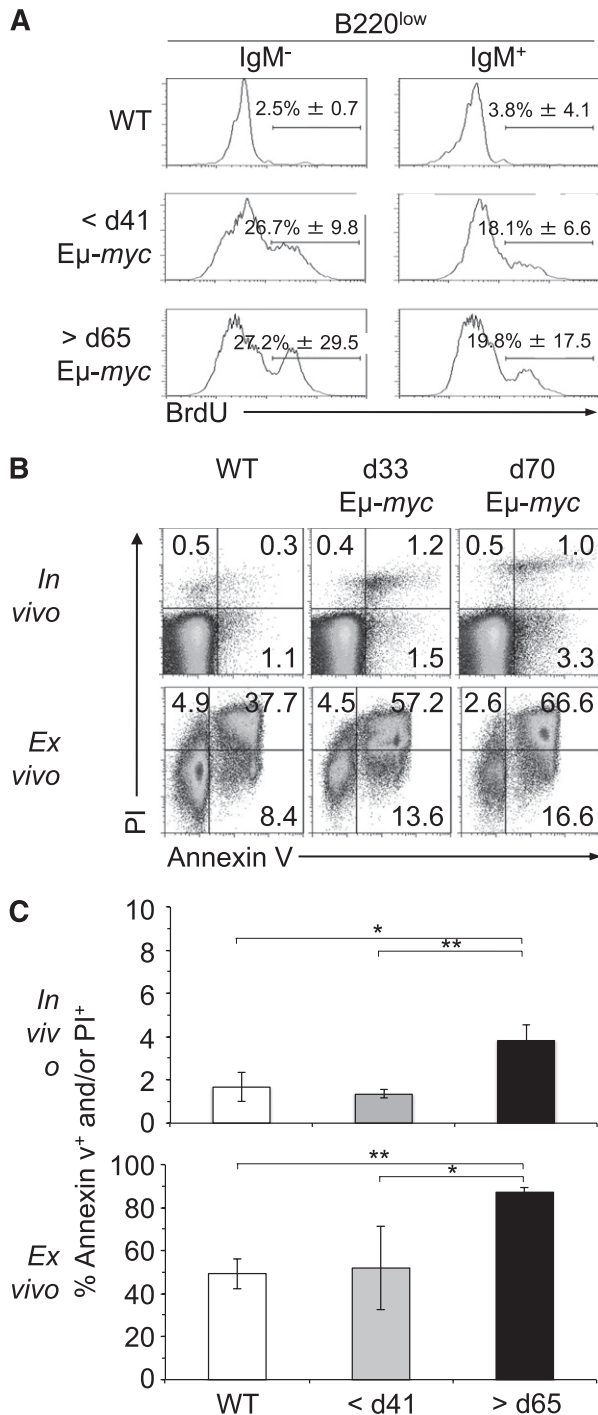 A
B220low
IgM-
IgM+
WT
2.5% ± 0.7
3.8% ± 4.1
< d41
Eμ-myc
26.7% ± 9.8
18.1% ± 6.6
> d65
Eμ-myc
27.2% ± 29.5
19.8% ± 17.5
BrdU
B
WT
d33
Eμ-myc
d70
Eμ-myc
In
vivo
0.5
0.3
1.1
0.4
1.2
1.5
0.5
1.0
3.3
Ex
vivo
4.9
37.7
8.4
4.5
57.2
13.6
2.6
66.6
16.6
PI
Annexin V
C
% Annexin v+ and/or PI+
In
viv
o
10
8
6
4
2
0
*
**
Ex
vivo
100
80
60
40
20
0
**
*
WT
< d41
> d65